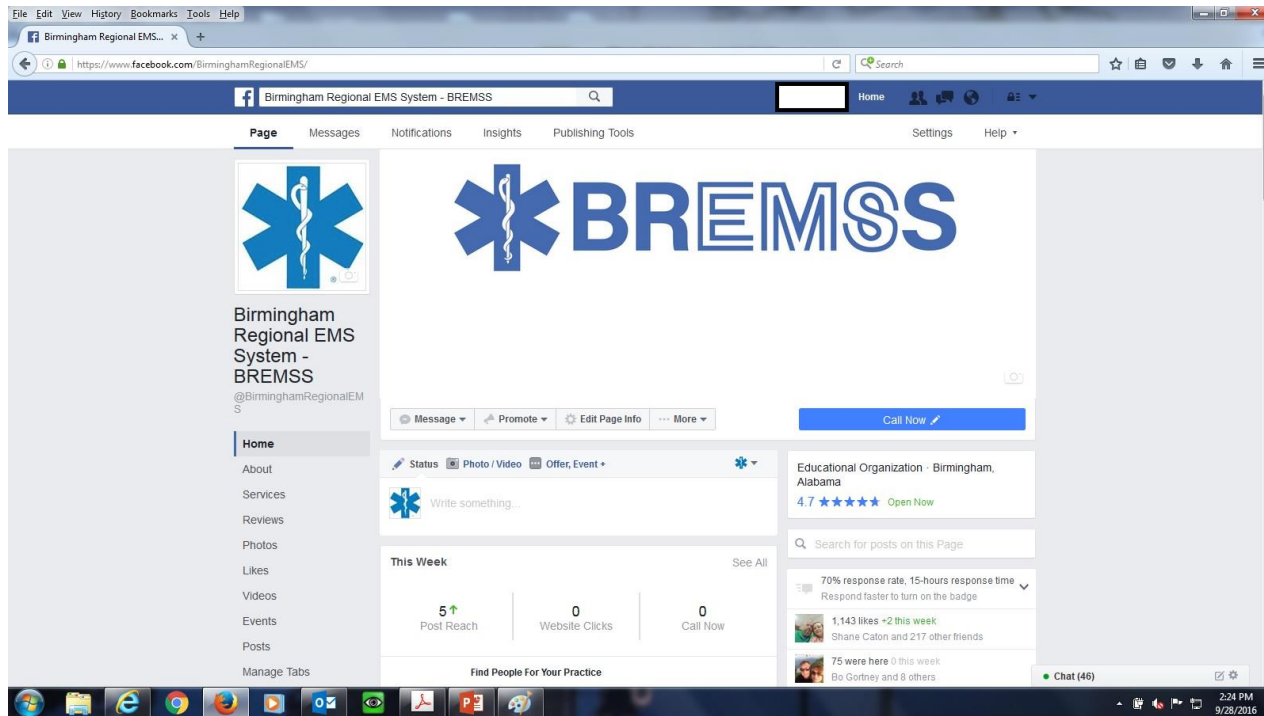 File Edit View History Bookmarks Tools Help
Birmingham Regional EMS... × +
https://www.facebook.com/BirminghamRegionalEMS/
Search
Birmingham Regional EMS System - BREMSS
Home
Page Messages Notifications Insights Publishing Tools Settings Help
BREMSS
Birmingham
Regional EMS
System -
BREMSS
@BirminghamRegionalEM
S
Message Promote Edit Page Info ··· More
Call Now
Home
About
Services
Reviews
Photos
Likes
Videos
Events
Posts
Manage Tabs
Status Photo / Video Offer, Event +
Write something...
This Week See All
5 0 0
Post Reach Website Clicks Call Now
Find People For Your Practice
Educational Organization · Birmingham,
Alabama
4.7 ★★★★★ Open Now
Search for posts on this Page
70% response rate, 15-hours response time
Respond faster to turn on the badge
1,143 likes +2 this week
Shane Caton and 217 other friends
75 were here 0 this week
Bo Gortney and 8 others
Chat (46)
2:24 PM
9/28/2016